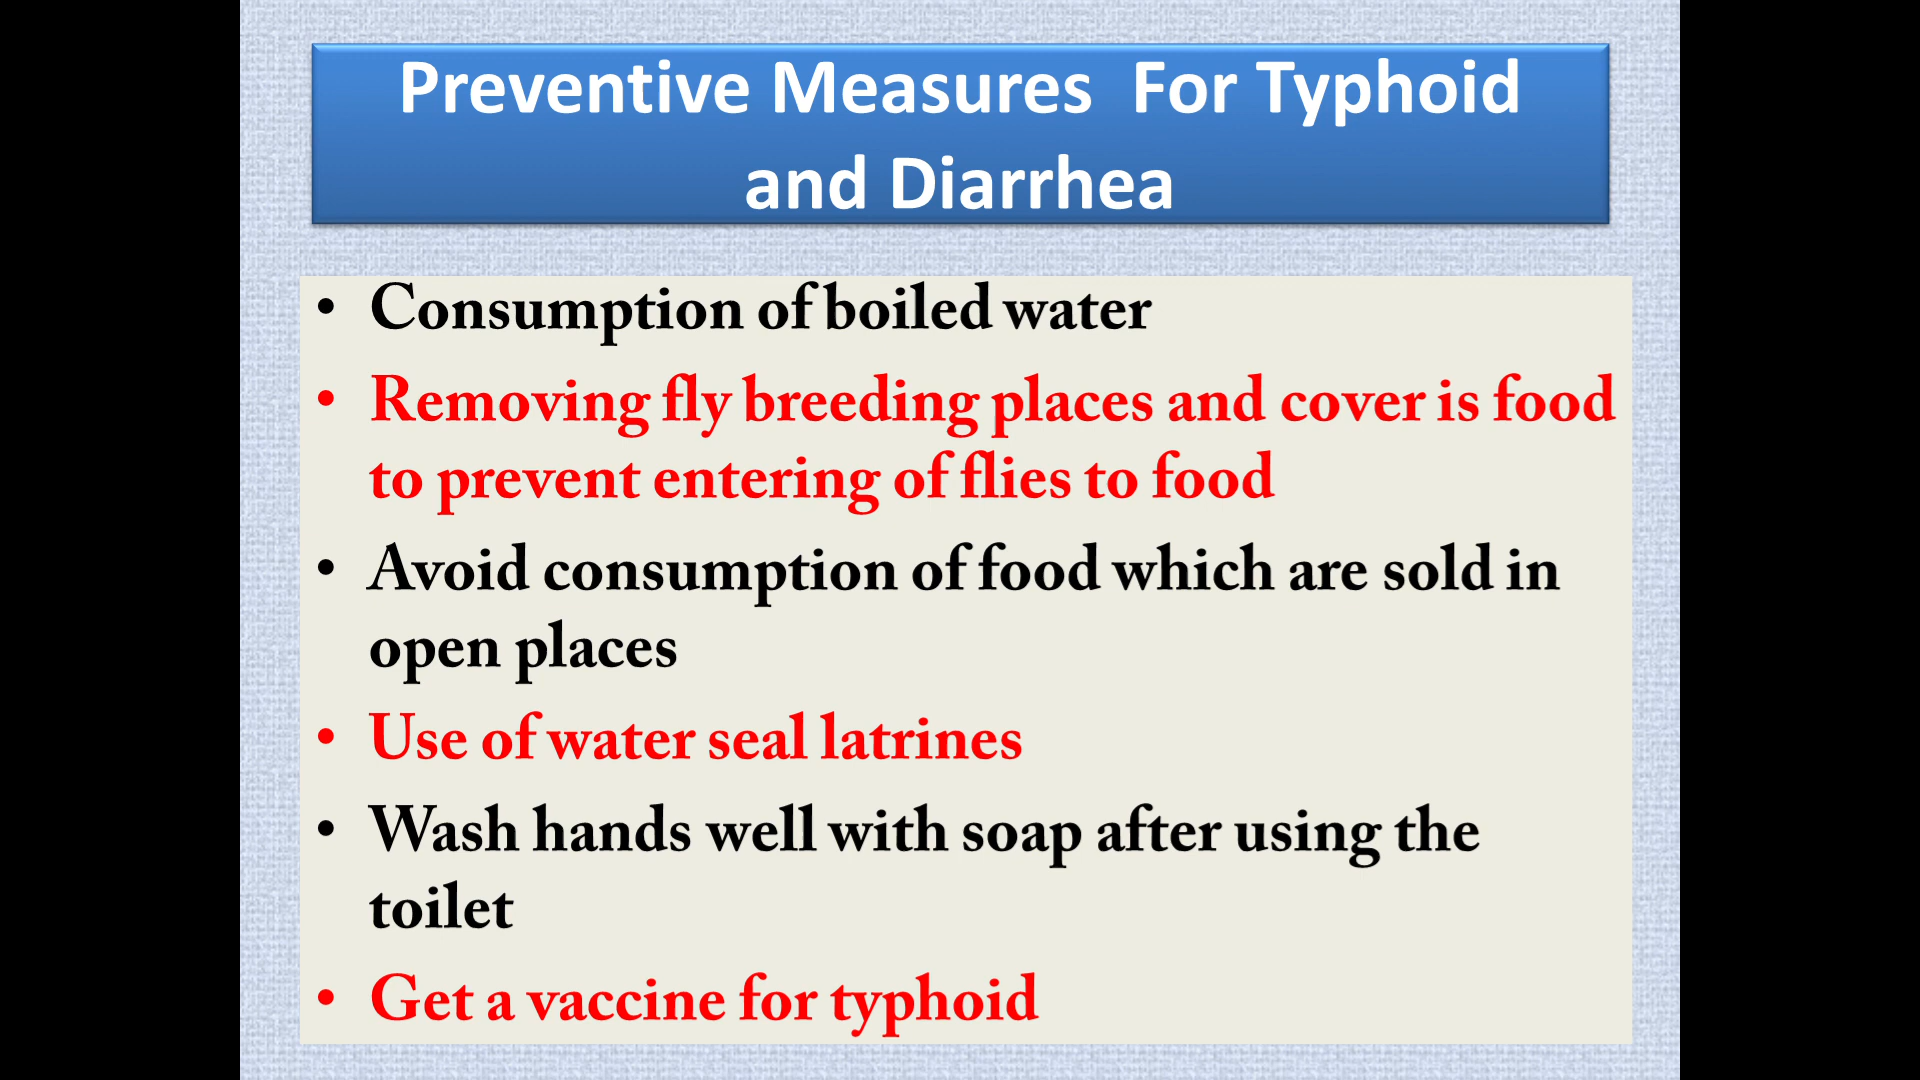 Preventive Measures  For Typhoid
and Diarrhea
• Consumption of boiled water
• Removing fly breeding places and cover is food
to prevent entering of flies to food
• Avoid consumption of food which are sold in
open places
• Use of water seal latrines
• Wash hands well with soap after using the
toilet
• Get a vaccine for typhoid